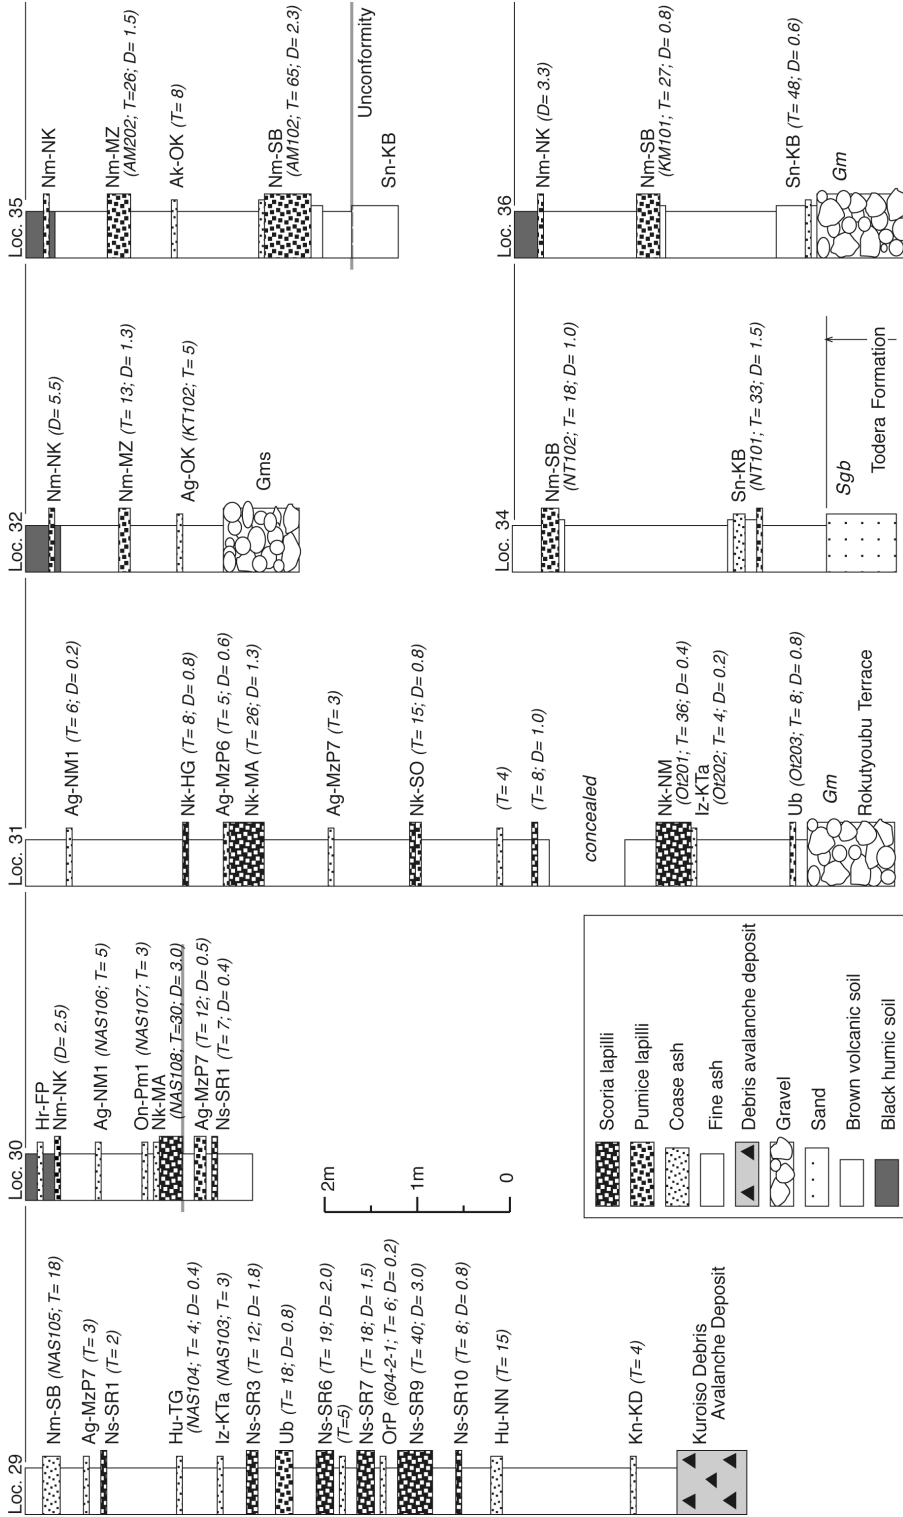 Loc. 29
Nm-SB (NAS105; T= 18)
Ag-MzP7 (T= 3)
Ns-SR1 (T= 2)
Hu-TG
(NAS104; T= 4; D= 0.4)
Iz-KTa (NAS103; T= 3)
Ns-SR3 (T= 12; D= 1.8)
Ub (T= 18; D= 0.8)
Ns-SR6 (T= 19; D= 2.0)
(T=5)
Ns-SR7 (T= 18; D= 1.5)
OrP (604-2-1; T= 6; D= 0.2)
Ns-SR9 (T= 40; D= 3.0)
Ns-SR10 (T= 8; D= 0.8)
Hu-NN (T= 15)
Kn-KD (T= 4)
Kuroiso Debris
Avalanche Deposit
Loc. 30
Hr-FP
Nm-NK (D= 2.5)
Ag-NM1 (NAS106; T= 5)
On-Pm1 (NAS107; T= 3)
Nk-MA
(NAS108; T=30; D= 3.0)
Ag-MzP7 (T= 12; D= 0.5)
Ns-SR1 (T= 7; D= 0.4)
2m
1m
0
Loc. 31
Ag-NM1 (T= 6; D= 0.2)
Nk-HG (T= 8; D= 0.8)
Ag-MzP6 (T= 5; D= 0.6)
Nk-MA (T= 26; D= 1.3)
Ag-MzP7 (T= 3)
Nk-SO (T= 15; D= 0.8)
(T= 4)
(T= 8; D= 1.0)
concealed
Nk-NM
(Ot201; T= 36; D= 0.4)
Iz-KTa
(Ot202; T= 4; D= 0.2)
Ub (Ot203; T= 8; D= 0.8)
Gm
Rokutyoubu Terrace
Scoria lapilli
Pumice lapilli
Coase ash
Fine ash
Debris avalanche deposit
Gravel
Sand
Brown volcanic soil
Black humic soil
Loc. 32
Nm-NK (D= 5.5)
Nm-MZ (T= 13; D= 1.3)
Ag-OK (KT102; T= 5)
Gms
Loc. 34
Nm-SB
(NT102; T= 18; D= 1.0)
Sn-KB
(NT101; T= 33; D= 1.5)
Sgb
Todera Formation
Loc. 35
Nm-NK
Nm-MZ
(AM202; T=26; D= 1.5)
Ak-OK (T= 8)
Nm-SB
(AM102; T= 65; D= 2.3)
Unconformity
Sn-KB
Loc. 36
Nm-NK (D= 3.3)
Nm-SB
(KM101; T= 27; D= 0.8)
Sn-KB (T= 48; D= 0.6)
Gm